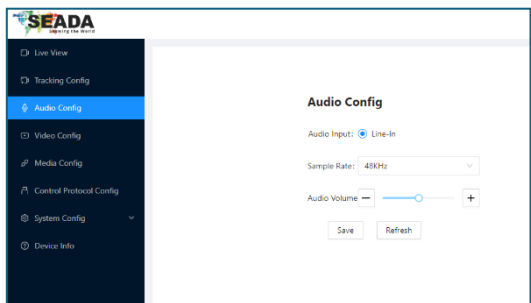 SEADA
Showing the World
Live View
Tracking Config
Audio Config
Video Config
Media Config
Control Protocol Config
System Config
Device Info
Audio Config
Audio Input: Line-In
Sample Rate: 48KHz
Audio Volume
Save Refresh